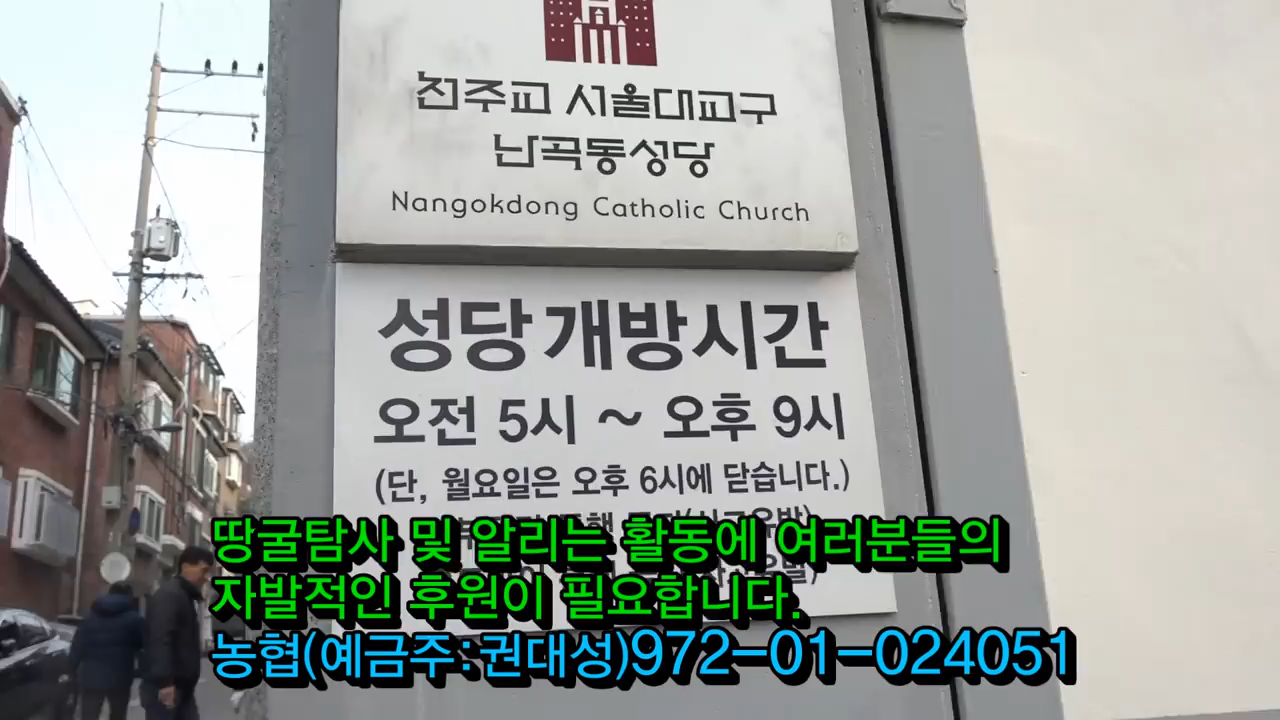 천주교 서울대교구
난곡동성당
Nangokdong Catholic Church
성당 개방시간
오전 5시 ~ 오후 9시
(단, 월요일은 오후 6시에 닫습니다.)
땅굴탐사 및 알리는 활동에 여러분들의
자발적인 후원이 필요합니다.
농협(예금주:권대성)972-01-024051